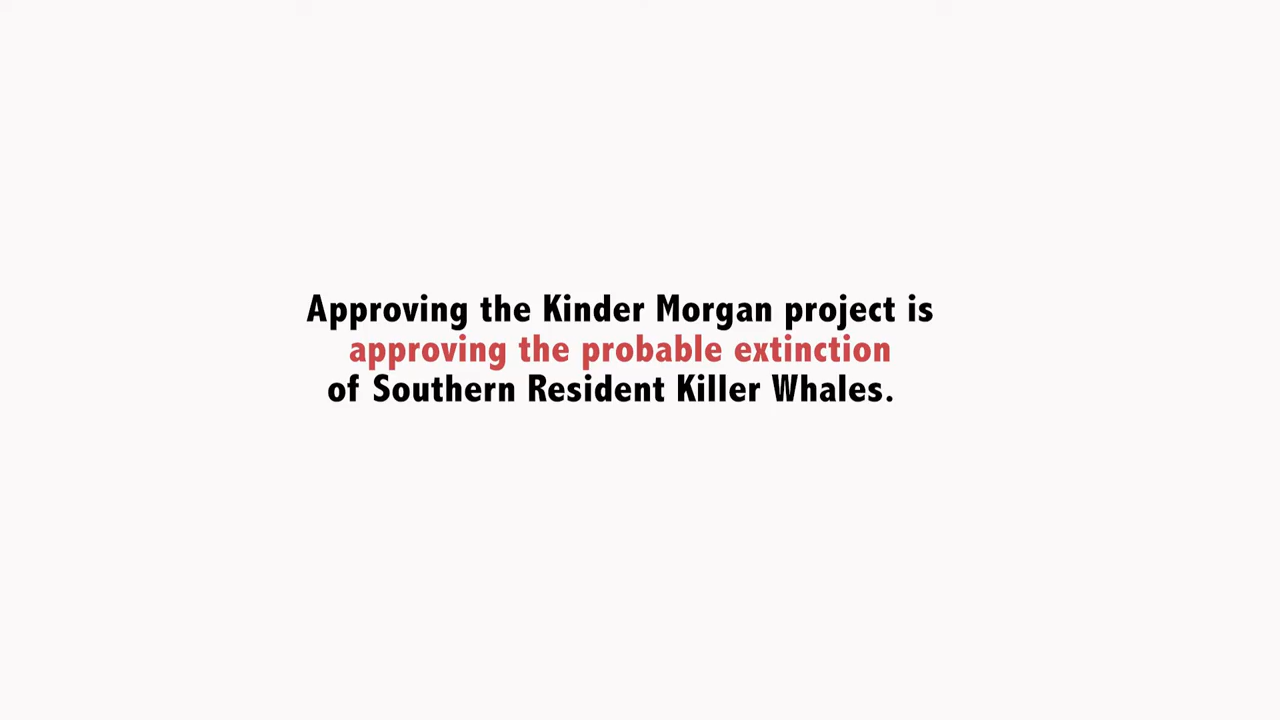 Approving the Kinder Morgan project is
approving the probable extinction
of Southern Resident Killer Whales.